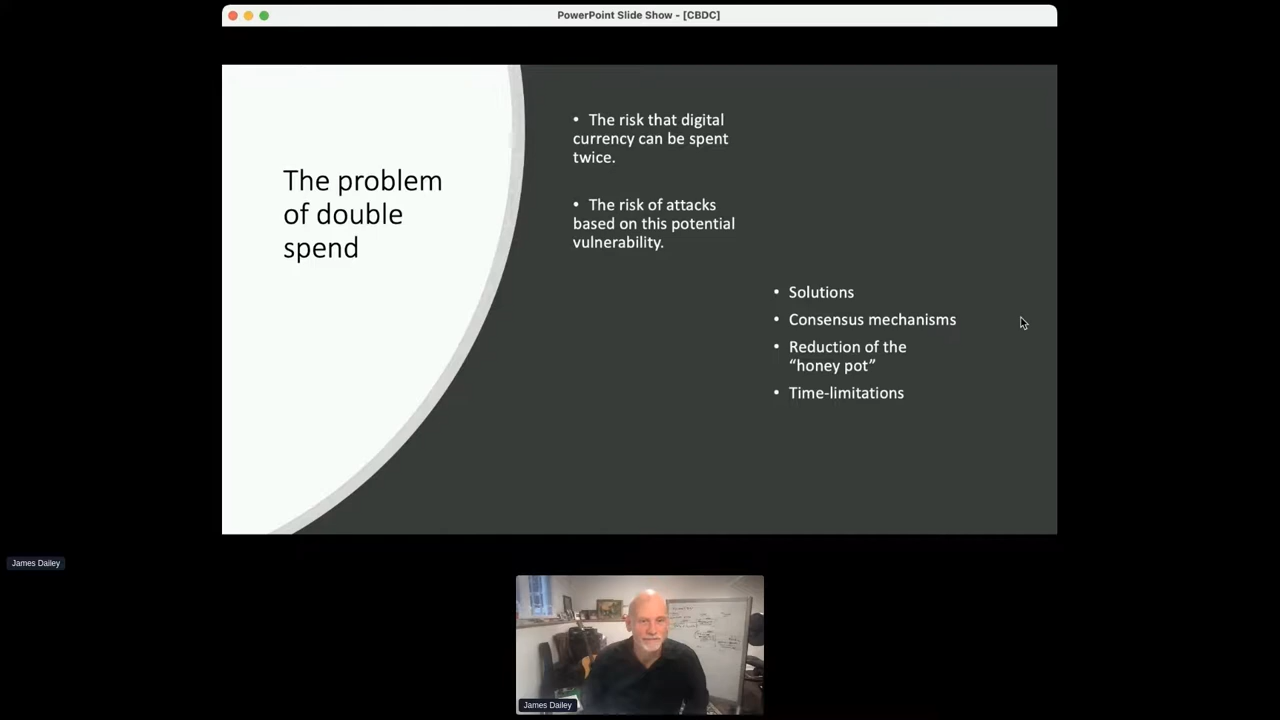 PowerPoint Slide Show - [CBDC]
The problem
of double
spend
• The risk that digital
currency can be spent
twice.
• The risk of attacks
based on this potential
vulnerability.
• Solutions
• Consensus mechanisms
• Reduction of the
“honey pot”
• Time-limitations
James Dailey
James Dailey